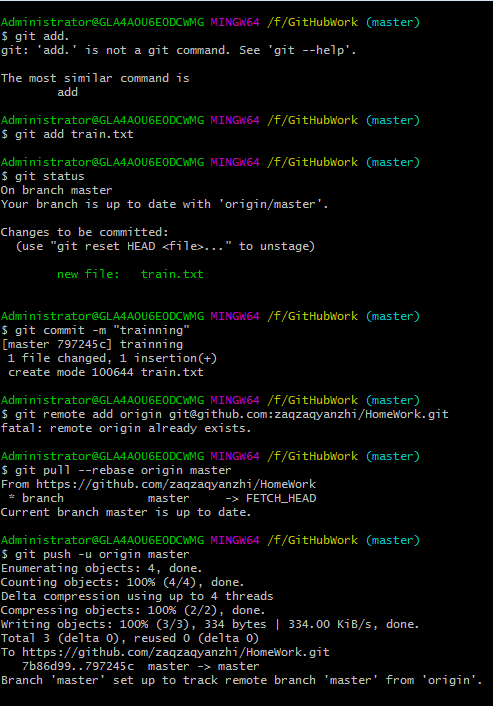 Administrator@GLA4AOU6EODCWMG MINGW64 /f/GitHubWork (master)
$ git add.
git: 'add.' is not a git command. See 'git --help'.
The most similar command is
        add
Administrator@GLA4AOU6EODCWMG MINGW64 /f/GitHubWork (master)
$ git add train.txt
Administrator@GLA4AOU6EODCWMG MINGW64 /f/GitHubWork (master)
$ git status
On branch master
Your branch is up to date with 'origin/master'.
Changes to be committed:
  (use "git reset HEAD <file>..." to unstage)
        new file:   train.txt
Administrator@GLA4AOU6EODCWMG MINGW64 /f/GitHubWork (master)
$ git commit -m "trainning"
[master 797245c] trainning
 1 file changed, 1 insertion(+)
 create mode 100644 train.txt
Administrator@GLA4AOU6EODCWMG MINGW64 /f/GitHubWork (master)
$ git remote add origin git@github.com:zaqzaqyanzhi/HomeWork.git
fatal: remote origin already exists.
Administrator@GLA4AOU6EODCWMG MINGW64 /f/GitHubWork (master)
$ git pull --rebase origin master
From https://github.com/zaqzaqyanzhi/HomeWork
 * branch            master     -> FETCH_HEAD
Current branch master is up to date.
Administrator@GLA4AOU6EODCWMG MINGW64 /f/GitHubWork (master)
$ git push -u origin master
Enumerating objects: 4, done.
Counting objects: 100% (4/4), done.
Delta compression using up to 4 threads
Compressing objects: 100% (2/2), done.
Writing objects: 100% (3/3), 334 bytes | 334.00 KiB/s, done.
Total 3 (delta 0), reused 0 (delta 0)
To https://github.com/zaqzaqyanzhi/HomeWork.git
   7b86d99..797245c  master -> master
Branch 'master' set up to track remote branch 'master' from 'origin'.